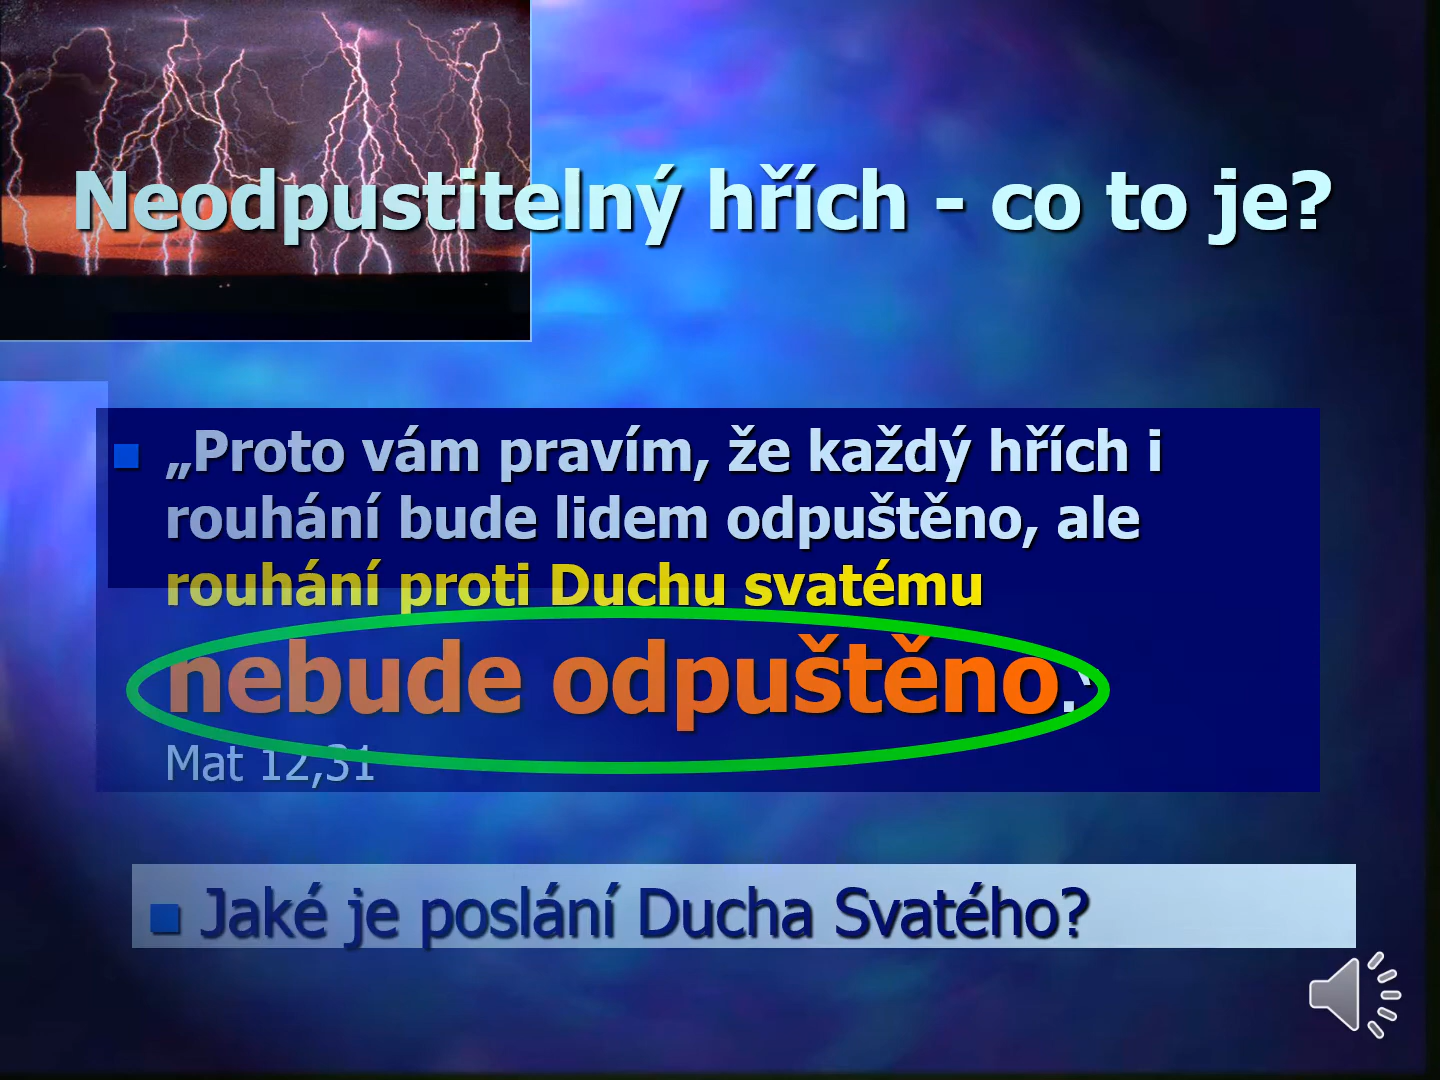 Neodpustitelný hřích - co to je?
„Proto vám pravím, že každý hřích i
rouhání bude lidem odpuštěno, ale
rouhání proti Duchu svatému
nebude odpuštěno.“
Mat 12,31
Jaké je poslání Ducha Svatého?